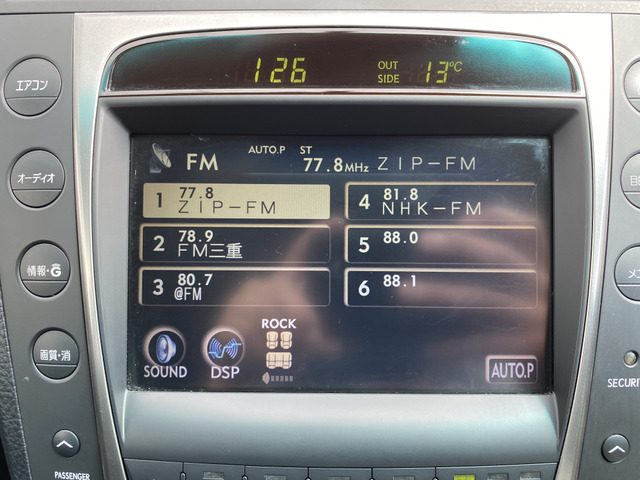 126 OUT SIDE 13°C
エアコン
オーディオ
情報・G
画質・消
PASSENGER
FM AUTO.P ST 77.8MHz ZIP-FM
1 77.8 ZIP-FM
2 78.9 FM三重
3 80.7 @FM
4 81.8 NHK-FM
5 88.0
6 88.1
SOUND
DSP
ROCK
AUTO.P